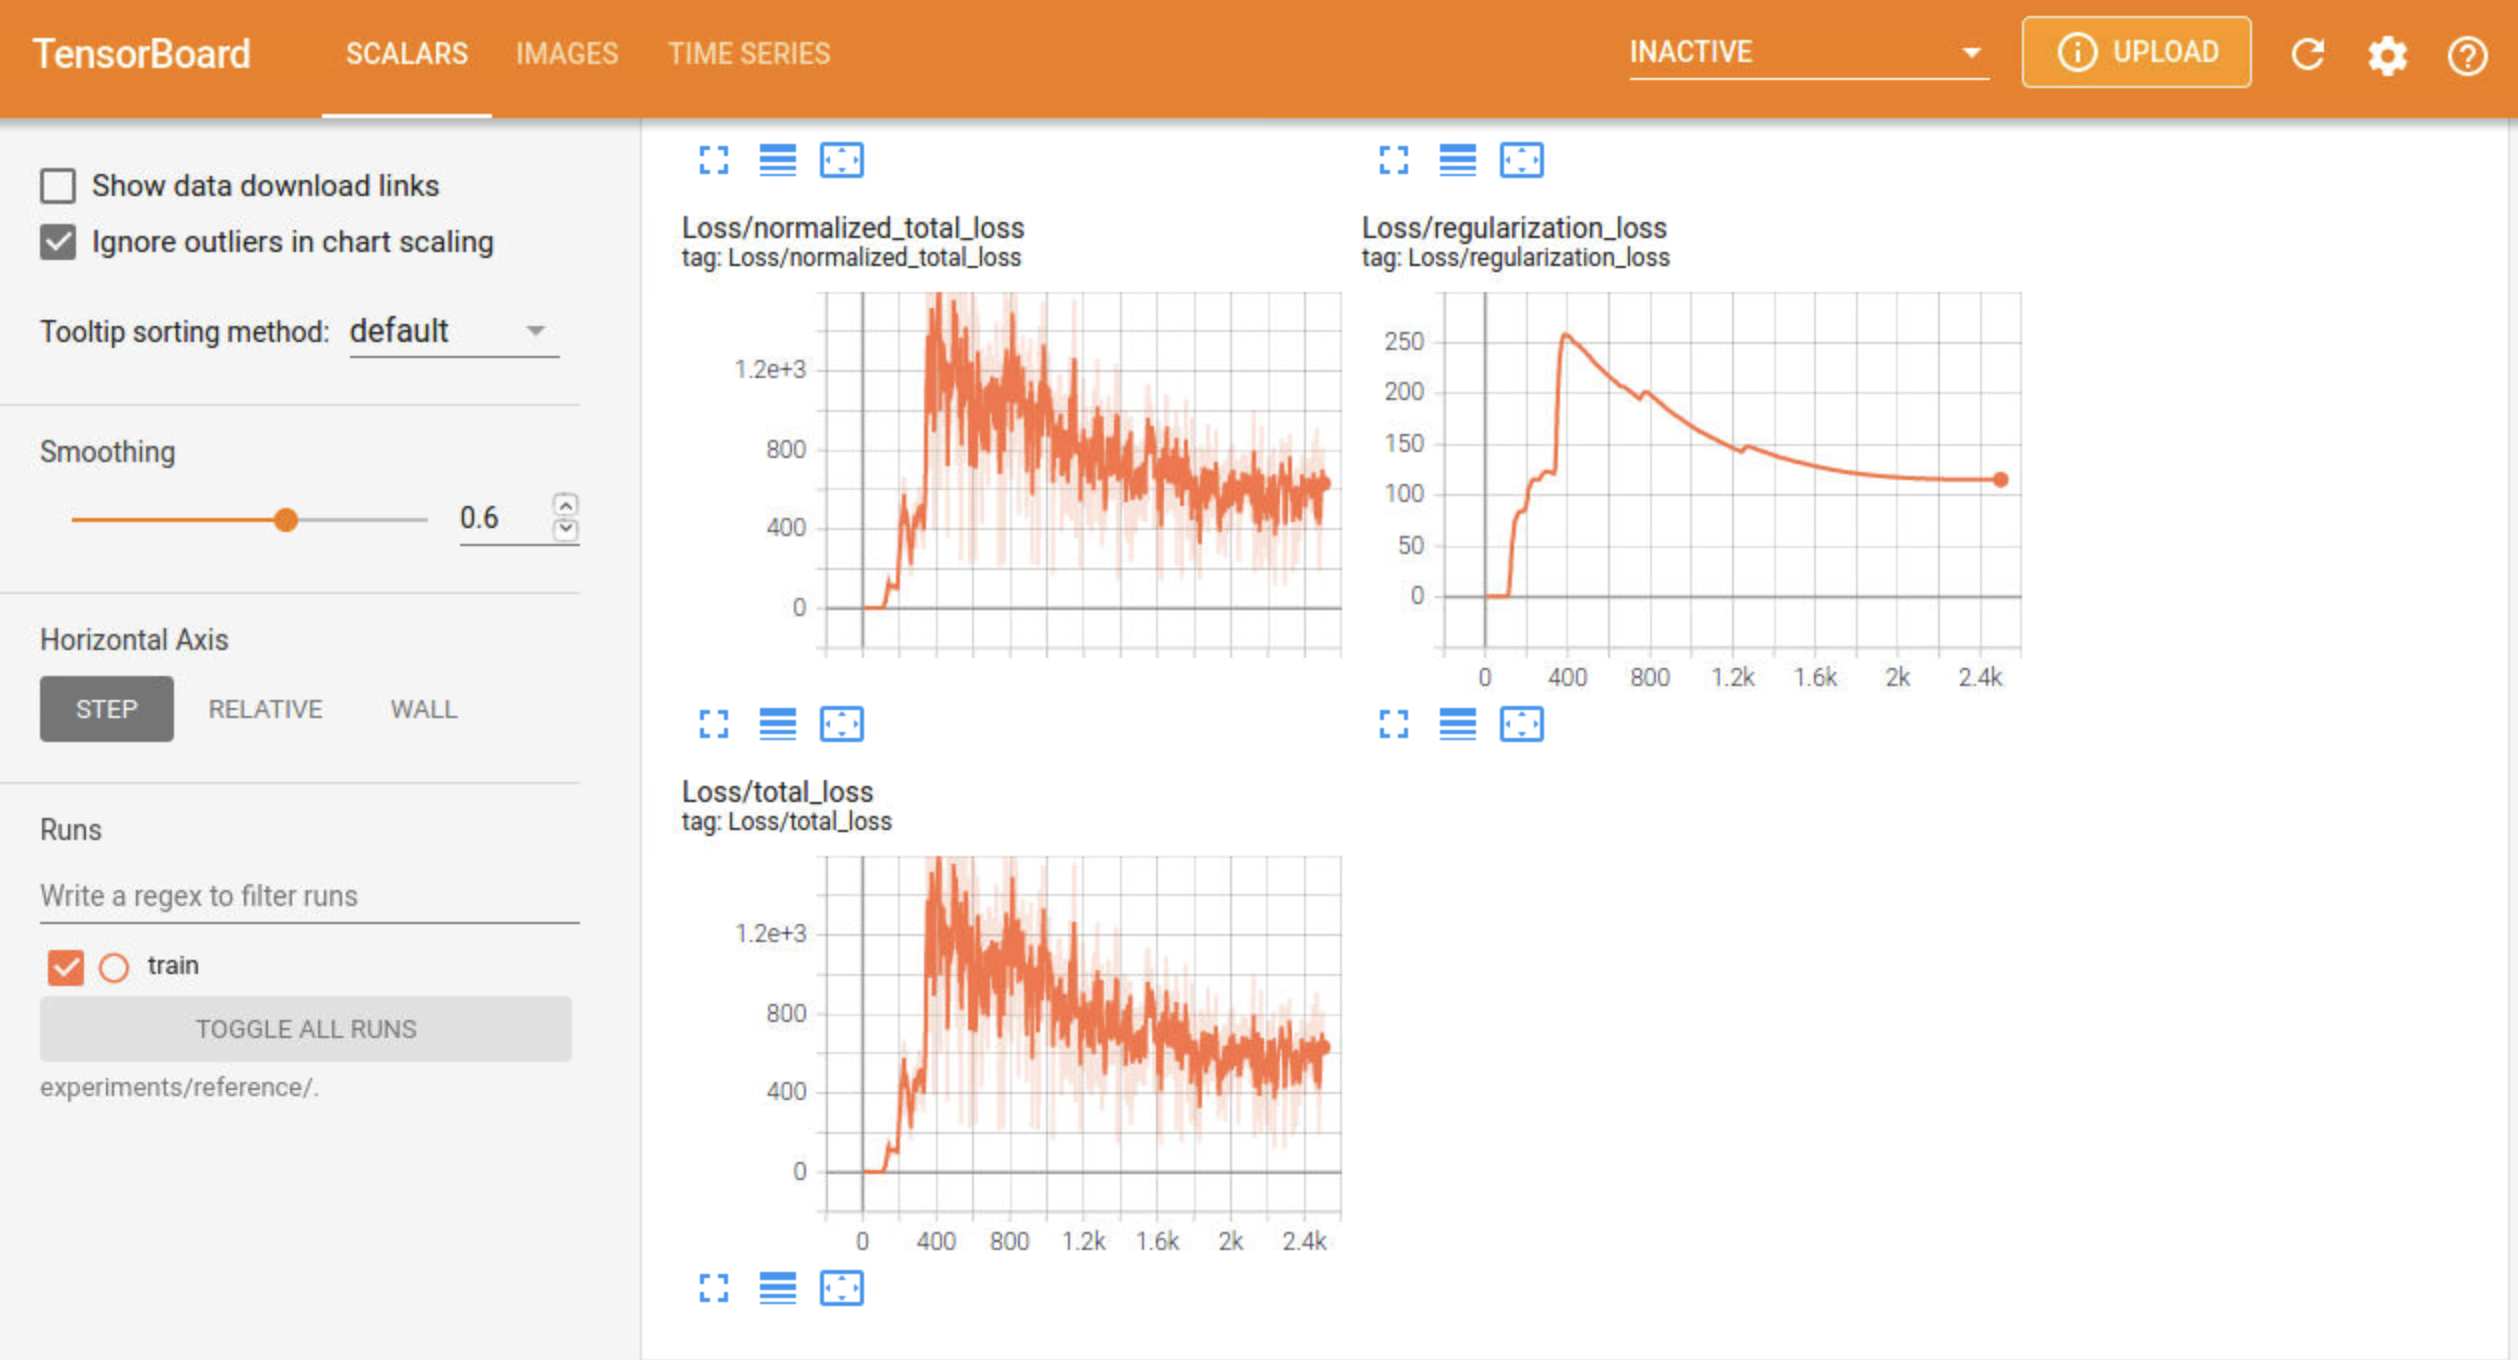 TensorBoard SCALARS IMAGES TIME SERIES INACTIVE UPLOAD
Show data download links
Ignore outliers in chart scaling
Tooltip sorting method: default
Smoothing
0.6
Horizontal Axis
STEP RELATIVE WALL
Runs
Write a regex to filter runs
train
TOGGLE ALL RUNS
experiments/reference/.
Loss/normalized_total_loss
tag: Loss/normalized_total_loss
1.2e+3
800
400
0
Loss/regularization_loss
tag: Loss/regularization_loss
250
200
150
100
50
0
0 400 800 1.2k 1.6k 2k 2.4k
Loss/total_loss
tag: Loss/total_loss
1.2e+3
800
400
0
0 400 800 1.2k 1.6k 2k 2.4k